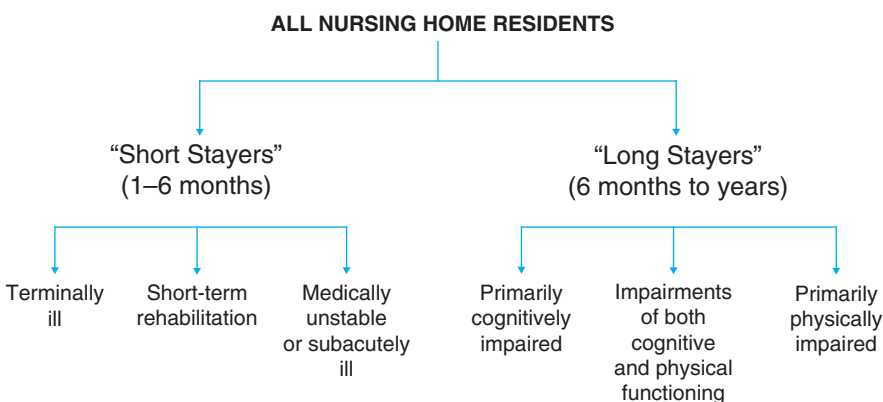 ALL NURSING HOME RESIDENTS
“Short Stayers”
(1–6 months)
“Long Stayers”
(6 months to years)
Terminally
ill
Short-term
rehabilitation
Medically
unstable
or subacutely
ill
Primarily
cognitively
impaired
Impairments
of both
cognitive
and physical
functioning
Primarily
physically
impaired